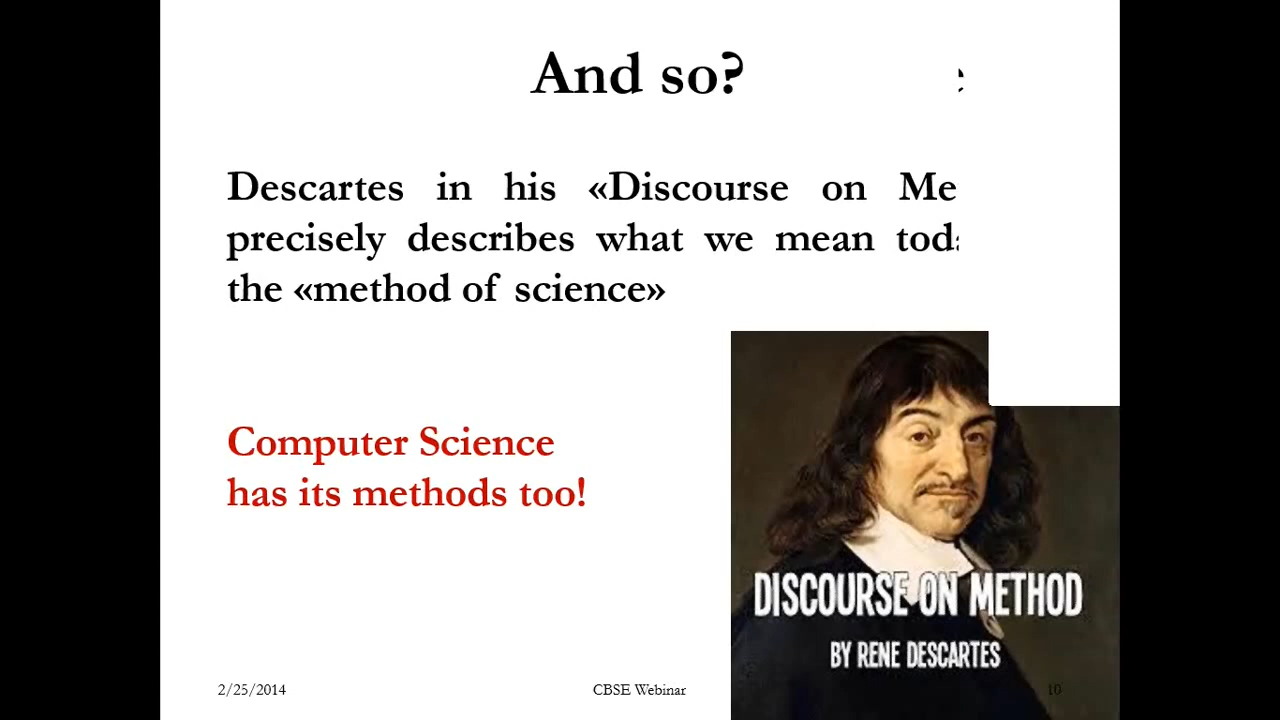 And so?
Descartes in his «Discourse on Me
precisely describes what we mean tod
the «method of science»
Computer Science
has its methods too!
DISCOURSE ON METHOD
BY RENE DESCARTES
2/25/2014 CBSE Webinar 10